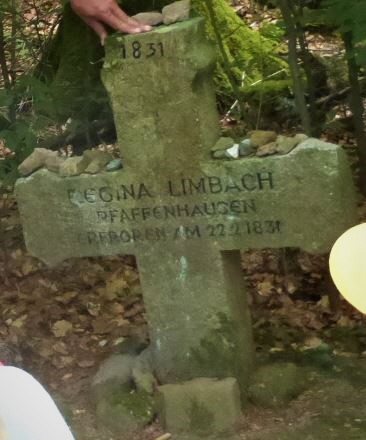 1831
REGINA LIMBACH
PFAFFENHAUSEN
ERFROREN AM 22.2.1831